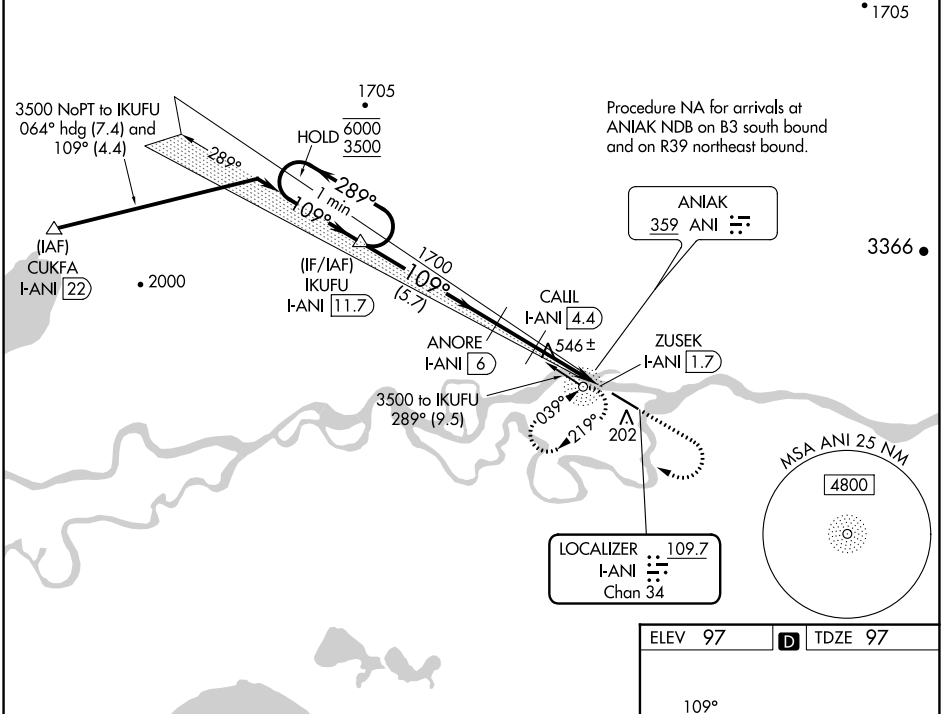 1705
1705
3500 NoPT to IKUFU
064° hdg (7.4) and
109° (4.4)
HOLD 6000
3500
Procedure NA for arrivals at
ANIAK NDB on B3 south bound
and on R39 northeast bound.
289°
289°
1 min
109°
ANIAK
359 ANI
(IAF)
CUKFA
I-ANI 22
2000
(IF/IAF)
IKUFU
I-ANI 11.7
1700
109°
(5.7)
3366
CALIL
I-ANI 4.4
ANORE
I-ANI 6
546 ±
ZUSEK
I-ANI 1.7
3500 to IKUFU
289° (9.5)
039°
219°
202
MSA ANI 25 NM
4800
LOCALIZER 109.7
I-ANI
Chan 34
ELEV 97 D TDZE 97
109°